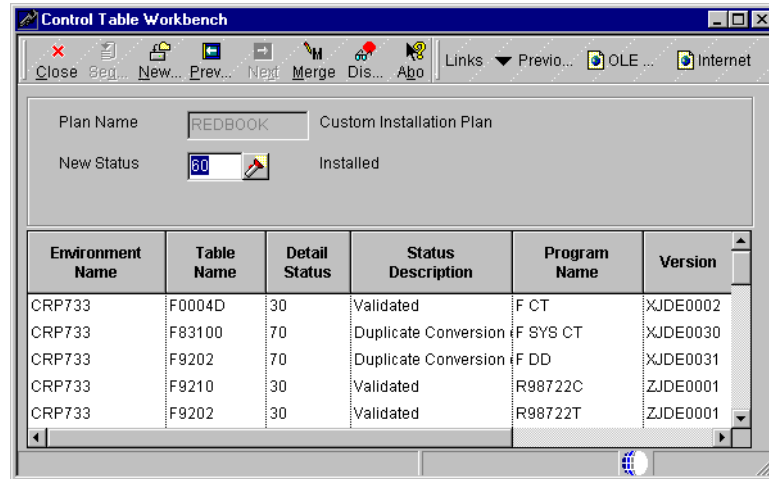 Control Table Workbench
Close Seq... New... Prev... Next Merge Dis... Abo Links Previo... OLE ... Internet
Plan Name REDBOOK Custom Installation Plan
New Status 60 Installed
Environment Name Table Name Detail Status Status Description Program Name Version
CRP733 F0004D 30 Validated F CT XJDE0002
CRP733 F83100 70 Duplicate Conversion F SYS CT XJDE0030
CRP733 F9202 70 Duplicate Conversion F DD XJDE0031
CRP733 F9210 30 Validated R98722C ZJDE0001
CRP733 F9202 30 Validated R98722T ZJDE0001